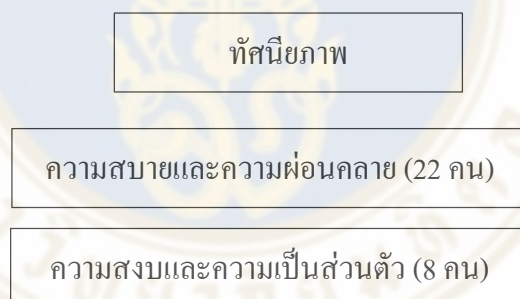 ทัศนียภาพ
ความสบายและความผ่อนคลาย (22 คน)
ความสงบและความเป็นส่วนตัว (8 คน)